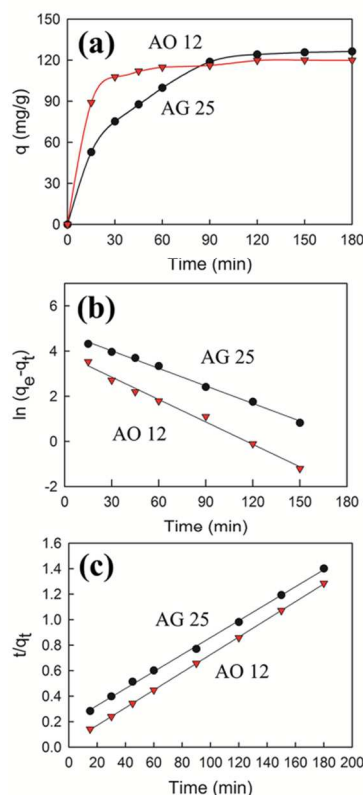 (a)
AO 12
AG 25
q (mg/g)
150
120
90
60
30
0
0 30 60 90 120 150 180
Time (min)
(b)
AG 25
AO 12
ln (qe-qt)
6
4
2
0
-2
0 30 60 90 120 150 180
Time (min)
(c)
AG 25
AO 12
t/qt
1.6
1.4
1.2
1.0
0.8
0.6
0.4
0.2
0.0
0 20 40 60 80 100 120 140 160 180 200
Time (min)